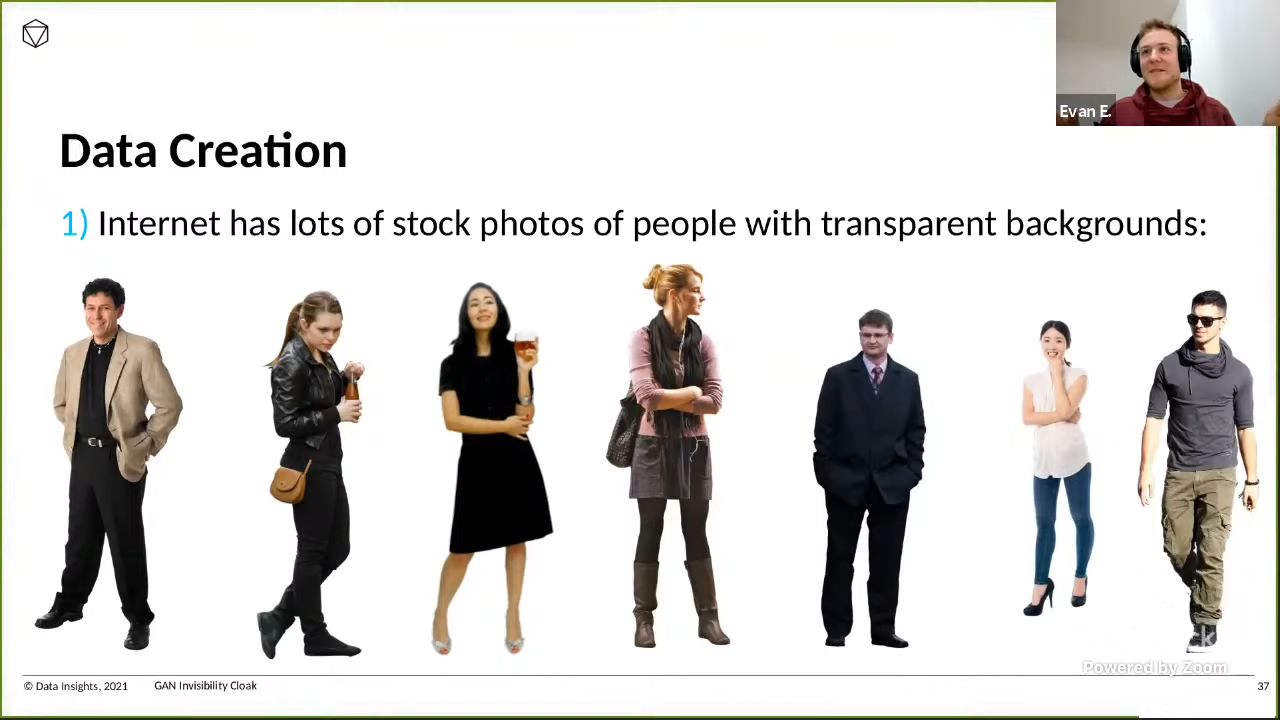 Evan E.
Data Creation
1) Internet has lots of stock photos of people with transparent backgrounds:
Powered by Zoom
© Data Insights, 2021 GAN Invisibility Cloak 37